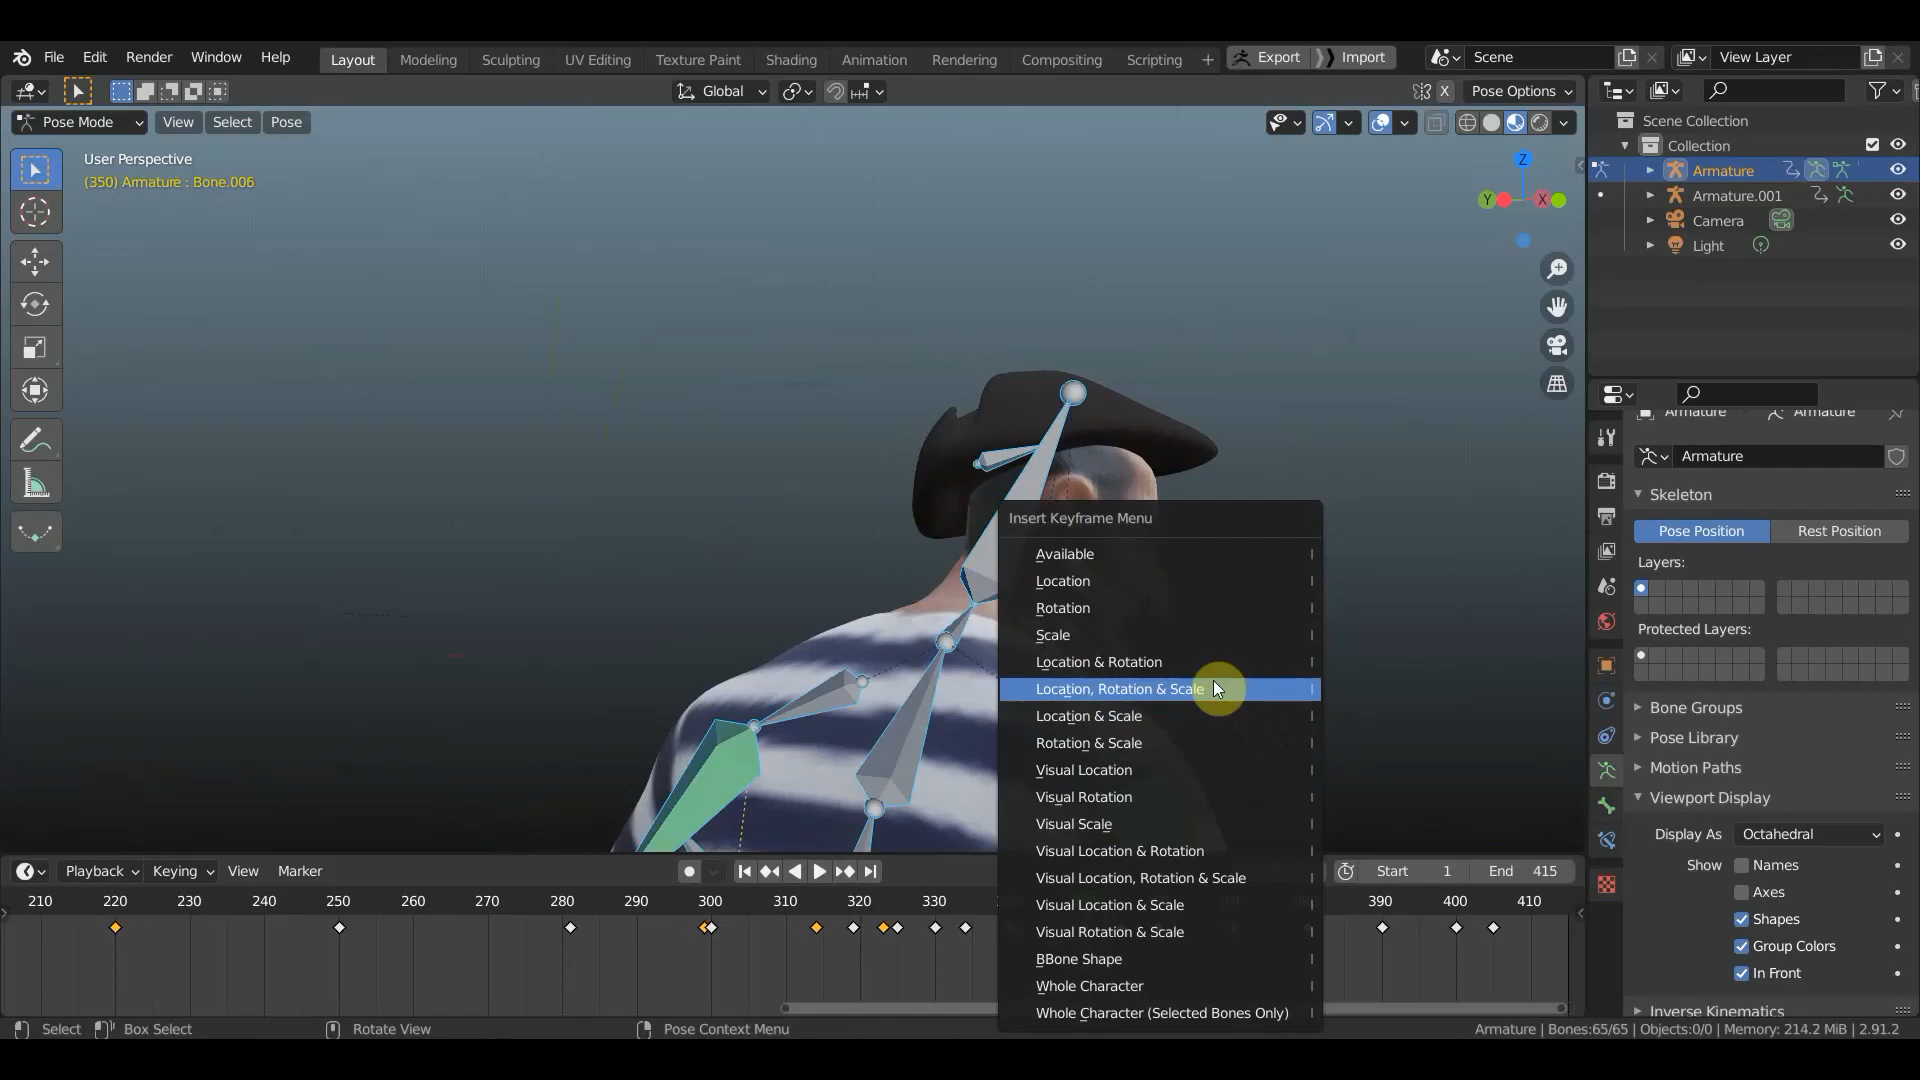 File Edit Render Window Help
Layout Modeling Sculpting UV Editing Texture Paint Shading Animation Rendering Compositing Scripting +
Export Import
Scene
View Layer
Global
X
Pose Options
Pose Mode View Select Pose
User Perspective
(350) Armature : Bone.006
Z
Y
X
Scene Collection
Collection
Armature
Armature.001
Camera
Light
Armature
Armature
Armature
Skeleton
Pose Position Rest Position
Layers:
Protected Layers:
Bone Groups
Pose Library
Motion Paths
Viewport Display
Display As Octahedral
Show Names
Axes
Shapes
Group Colors
In Front
Inverse Kinematics
Insert Keyframe Menu
Available I
Location I
Rotation I
Scale I
Location & Rotation I
Location, Rotation & Scale I
Location & Scale I
Rotation & Scale I
Visual Location I
Visual Rotation I
Visual Scale I
Visual Location & Rotation I
Visual Location, Rotation & Scale I
Visual Location & Scale I
Visual Rotation & Scale I
BBone Shape I
Whole Character I
Whole Character (Selected Bones Only) I
Playback Keying View Marker
Start 1 End 415
210 220 230 240 250 260 270 280 290 300 310 320 330 390 400 410
Select Box Select Rotate View Pose Context Menu
Armature | Bones:65/65 | Objects:0/0 | Memory: 214.2 MiB | 2.91.2